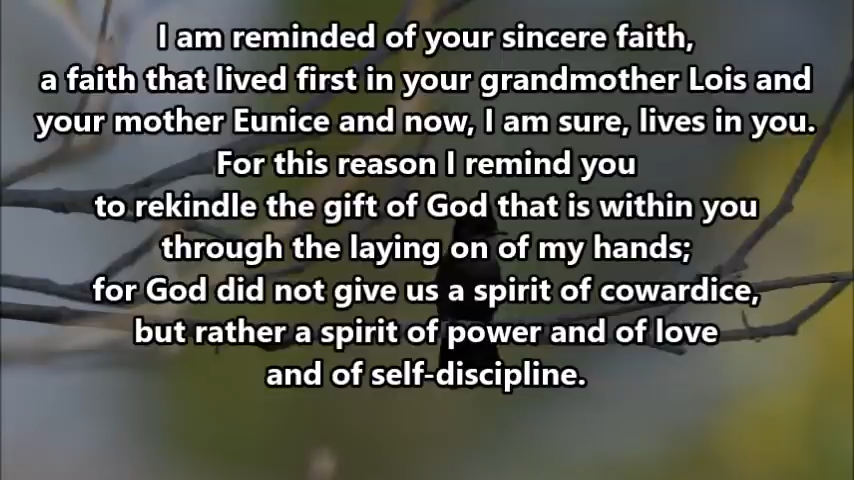 I am reminded of your sincere faith,
a faith that lived first in your grandmother Lois and
your mother Eunice and now, I am sure, lives in you.
For this reason I remind you
to rekindle the gift of God that is within you
through the laying on of my hands;
for God did not give us a spirit of cowardice,
but rather a spirit of power and of love
and of self-discipline.